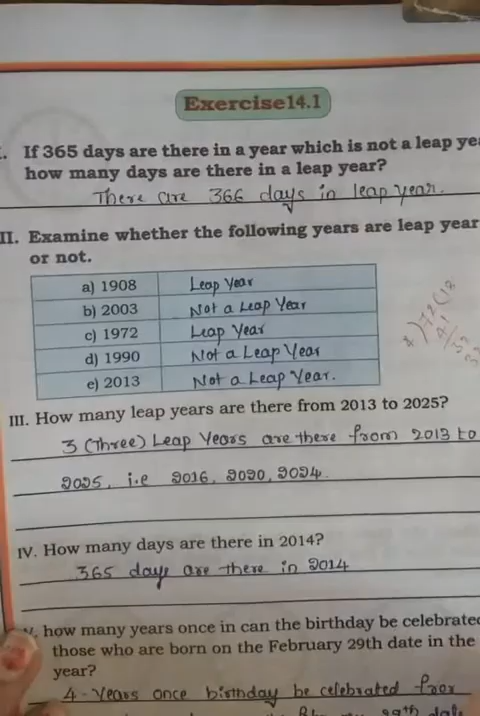 Exercise14.1
I. If 365 days are there in a year which is not a leap yea
how many days are there in a leap year?
There are 366 days in leap year.
II. Examine whether the following years are leap year
or not.
a) 1908 Leap Year
b) 2003 Not a Leap Year
c) 1972 Leap Year
d) 1990 Not a Leap Year
e) 2013 Not a Leap Year.
III. How many leap years are there from 2013 to 2025?
3 (Three) Leap Years are there from 2013 to
2025, i.e 2016, 2020, 2024.
IV. How many days are there in 2014?
365 days are there in 2014
V. how many years once in can the birthday be celebrated
those who are born on the February 29th date in the
year?
4-Years once birthday be celebrated
29th date